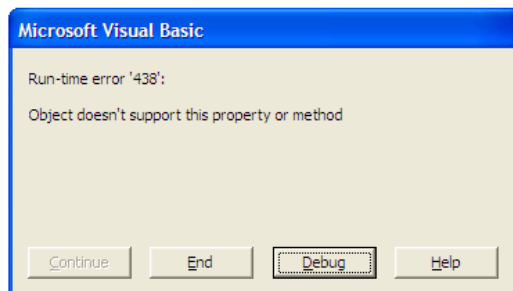 Microsoft Visual Basic
Run-time error '438':
Object doesn't support this property or method
Continue End Debug Help